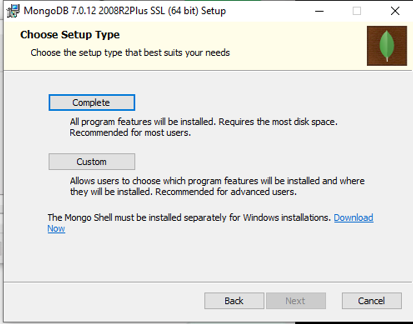 MongoDB 7.0.12 2008R2Plus SSL (64 bit) Setup
Choose Setup Type
Choose the setup type that best suits your needs
Complete
All program features will be installed. Requires the most disk space.
Recommended for most users.
Custom
Allows users to choose which program features will be installed and where
they will be installed. Recommended for advanced users.
The Mongo Shell must be installed separately for Windows installations. Download
Now
Back Next Cancel